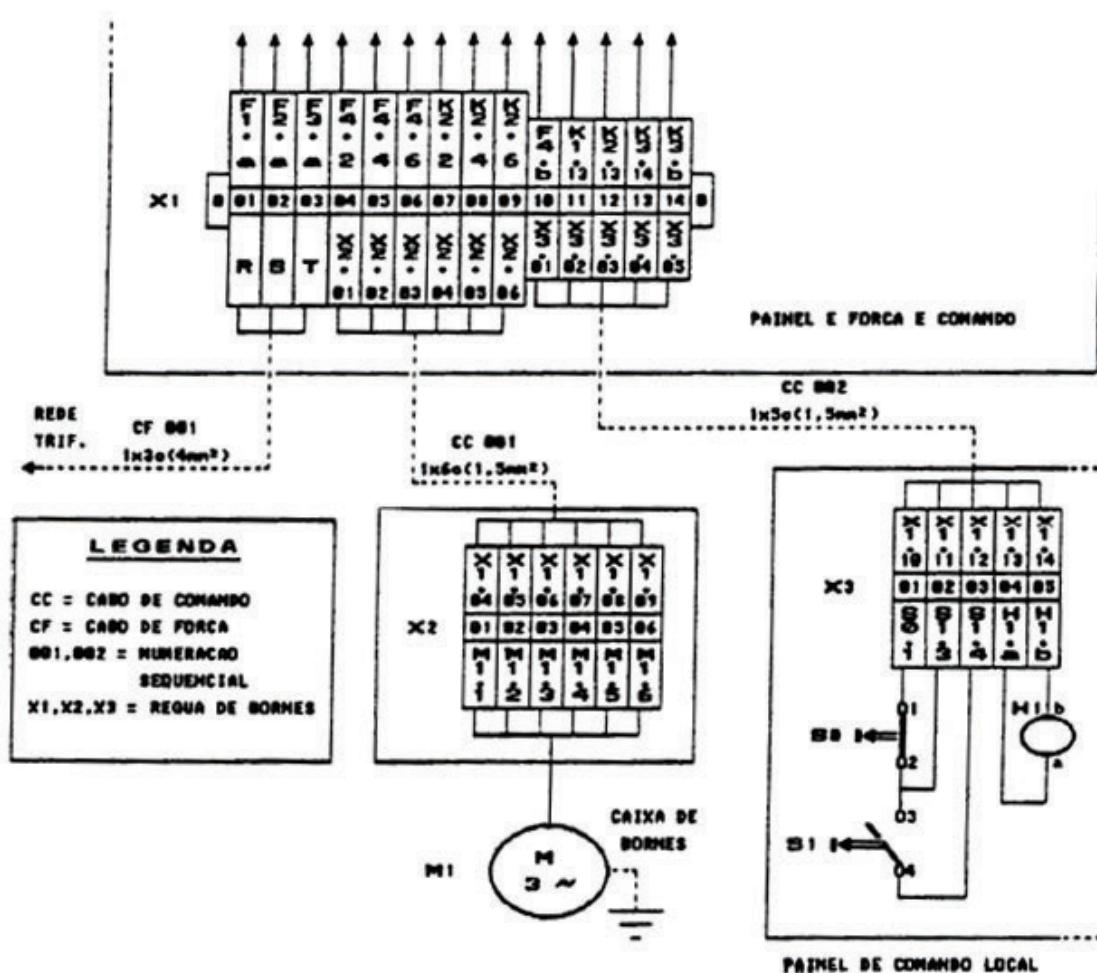 F1.a F2.a F3.a F4.2 F4.4 F4.6 K2.2 K2.4 K2.6 F4.b K1.13 K2.13 K3.14 K3.b
X1 0 01 02 03 04 05 06 07 08 09 10 11 12 13 14 0
R S T X2.01 X2.02 X2.03 X2.04 X2.05 X2.06 X3.01 X3.02 X3.03 X3.04 X3.05
PAINEL E FORCA E COMANDO
REDE
TRIF.
CF 001
1x3c(4mm²)
CC 001
1x6c(1,5mm²)
CC 002
1x5c(1,5mm²)
LEGENDA
CC = CABO DE COMANDO
CF = CABO DE FORCA
001,002 = NUMERACAO
SEQUENCIAL
X1,X2,X3 = REGUA DE BORNES
X1.04 X1.05 X1.06 X1.07 X1.08 X1.09
X2 01 02 03 04 05 06
M1.1 M1.2 M1.3 M1.4 M1.5 M1.6
CAIXA DE
BORNES
M1
M
3 ~
X1.10 X1.11 X1.12 X1.13 X1.14
X3 01 02 03 04 05
S0.1 S1.3 S1.4 H1.a H1.b
1
S0
2
3
S1
4
H1 b
a
PAINEL DE COMANDO LOCAL